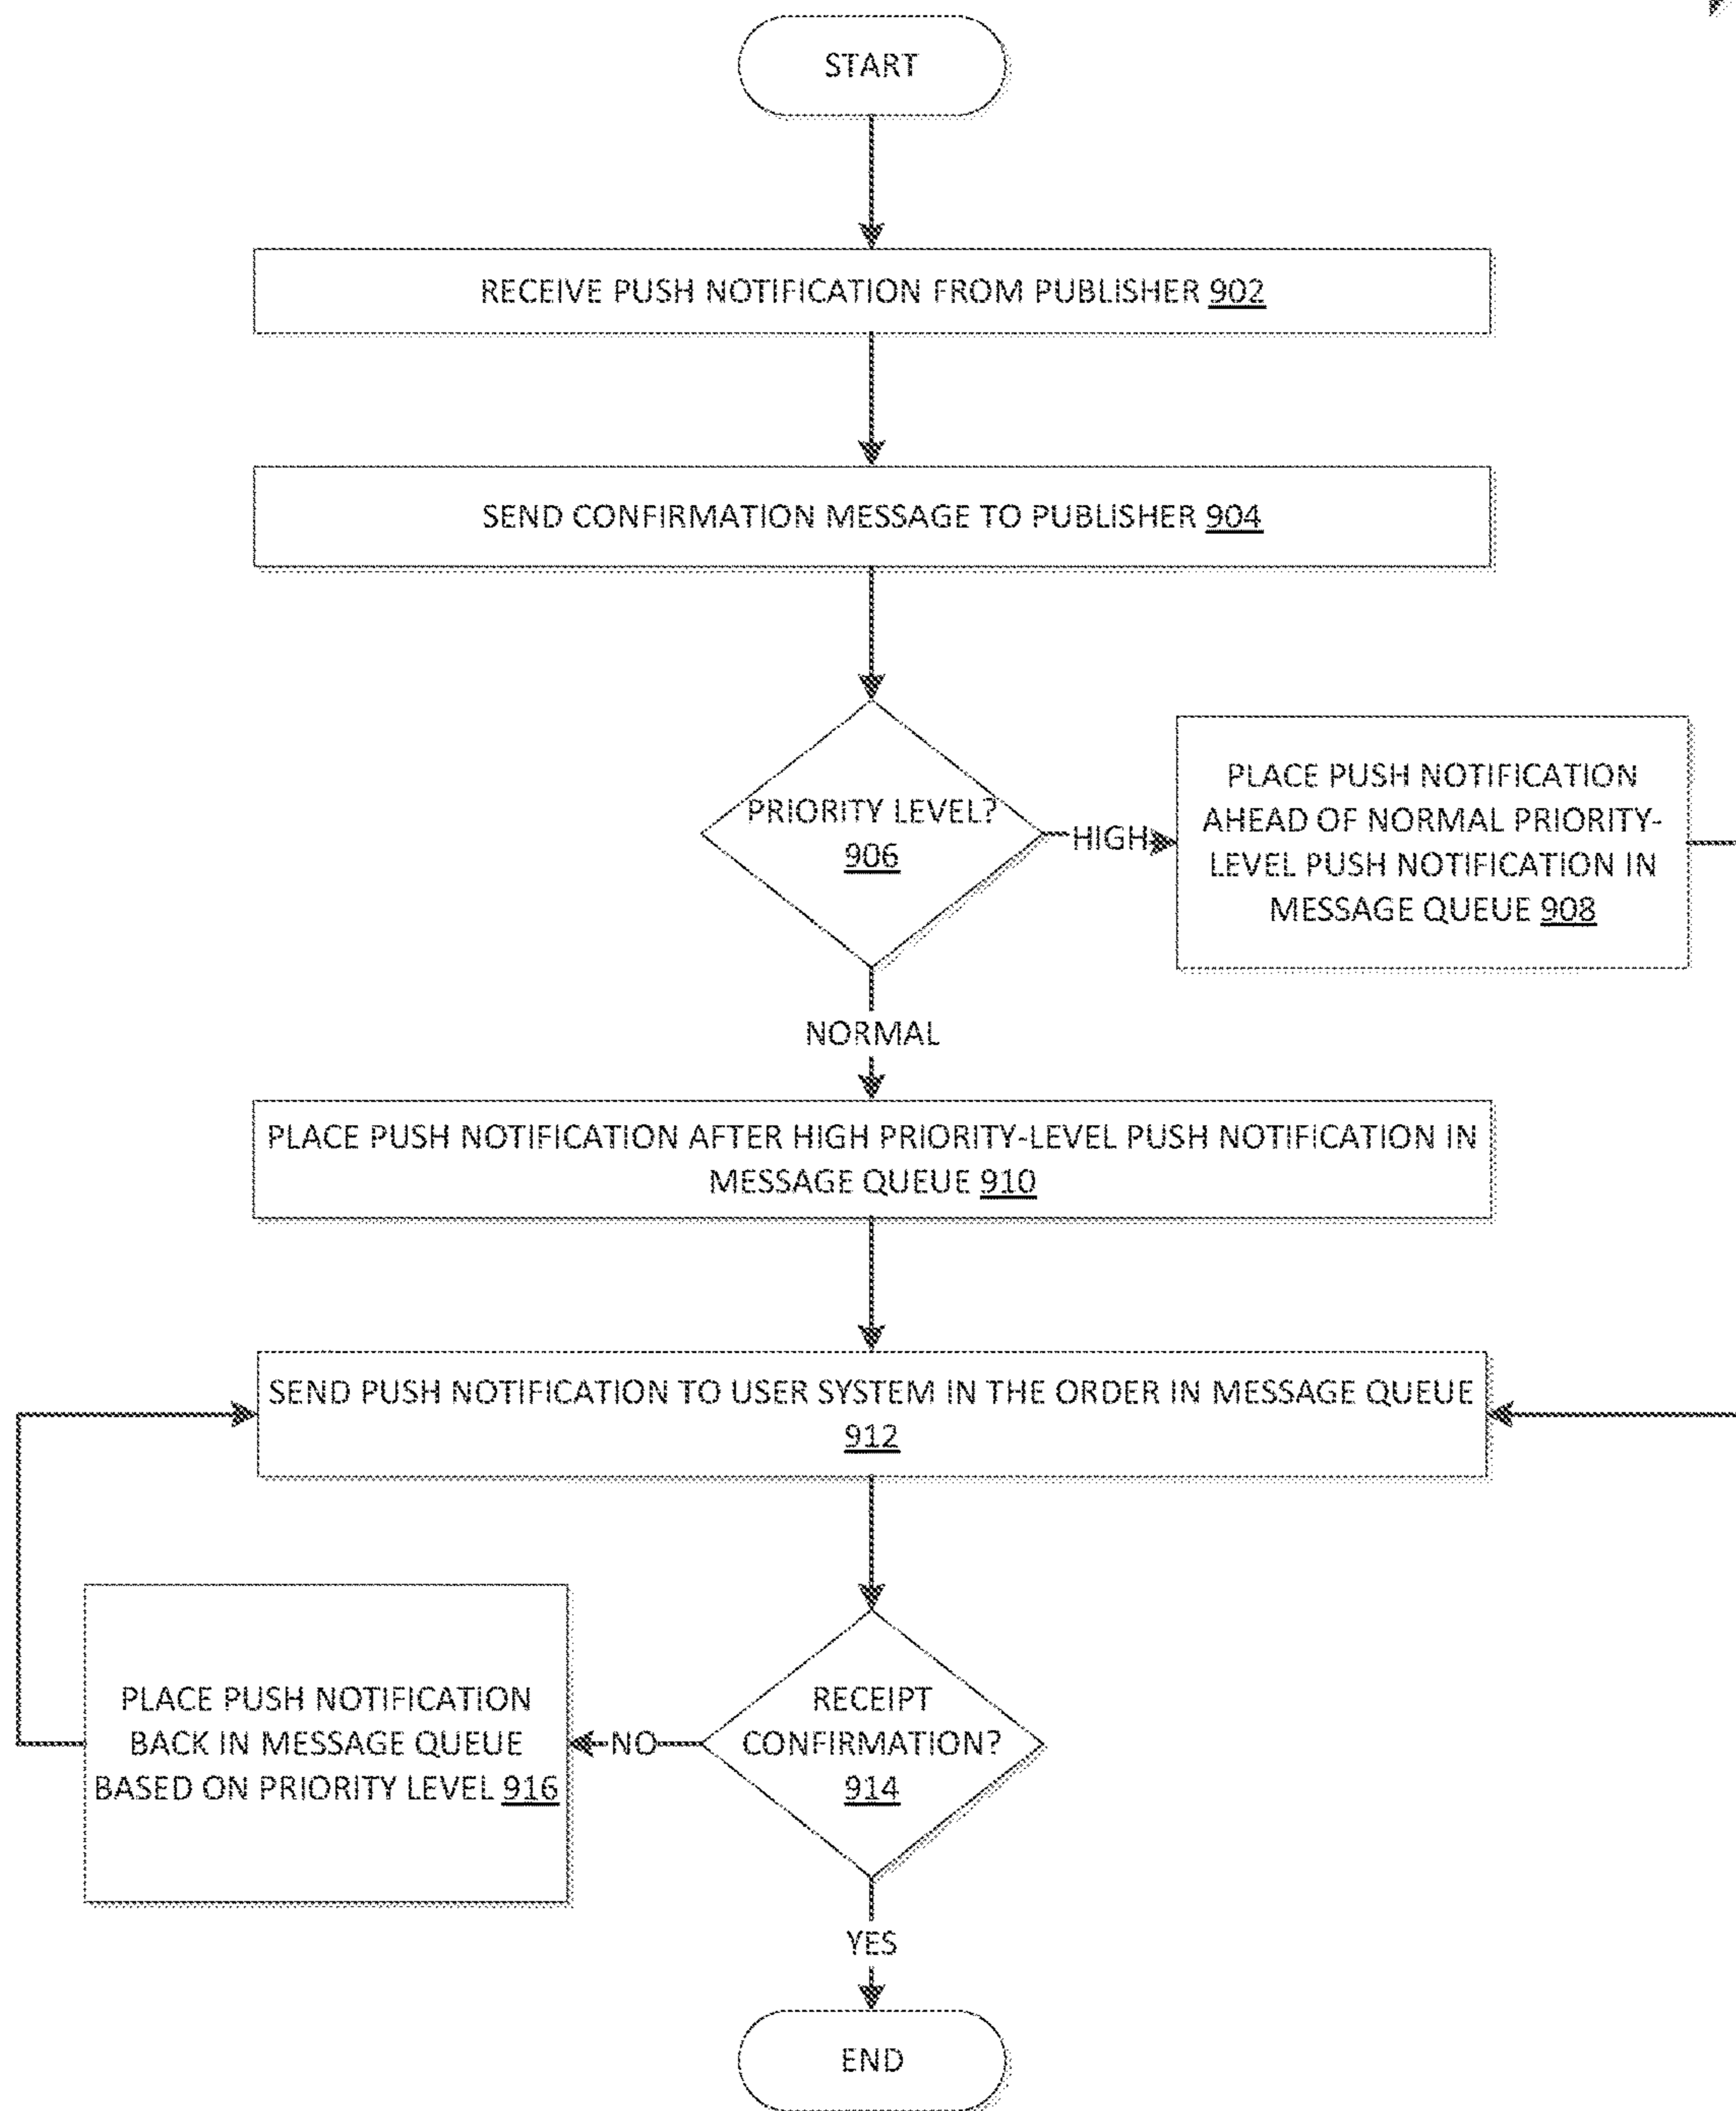 START
RECEIVE PUSH NOTIFICATION FROM PUBLISHER 902
SEND CONFIRMATION MESSAGE TO PUBLISHER 904
PRIORITY LEVEL?
906
HIGH
PLACE PUSH NOTIFICATION
AHEAD OF NORMAL PRIORITY-
LEVEL PUSH NOTIFICATION IN
MESSAGE QUEUE 908
NORMAL
PLACE PUSH NOTIFICATION AFTER HIGH PRIORITY-LEVEL PUSH NOTIFICATION IN
MESSAGE QUEUE 910
SEND PUSH NOTIFICATION TO USER SYSTEM IN THE ORDER IN MESSAGE QUEUE
912
RECEIPT
CONFIRMATION?
914
NO
PLACE PUSH NOTIFICATION
BACK IN MESSAGE QUEUE
BASED ON PRIORITY LEVEL 916
YES
END